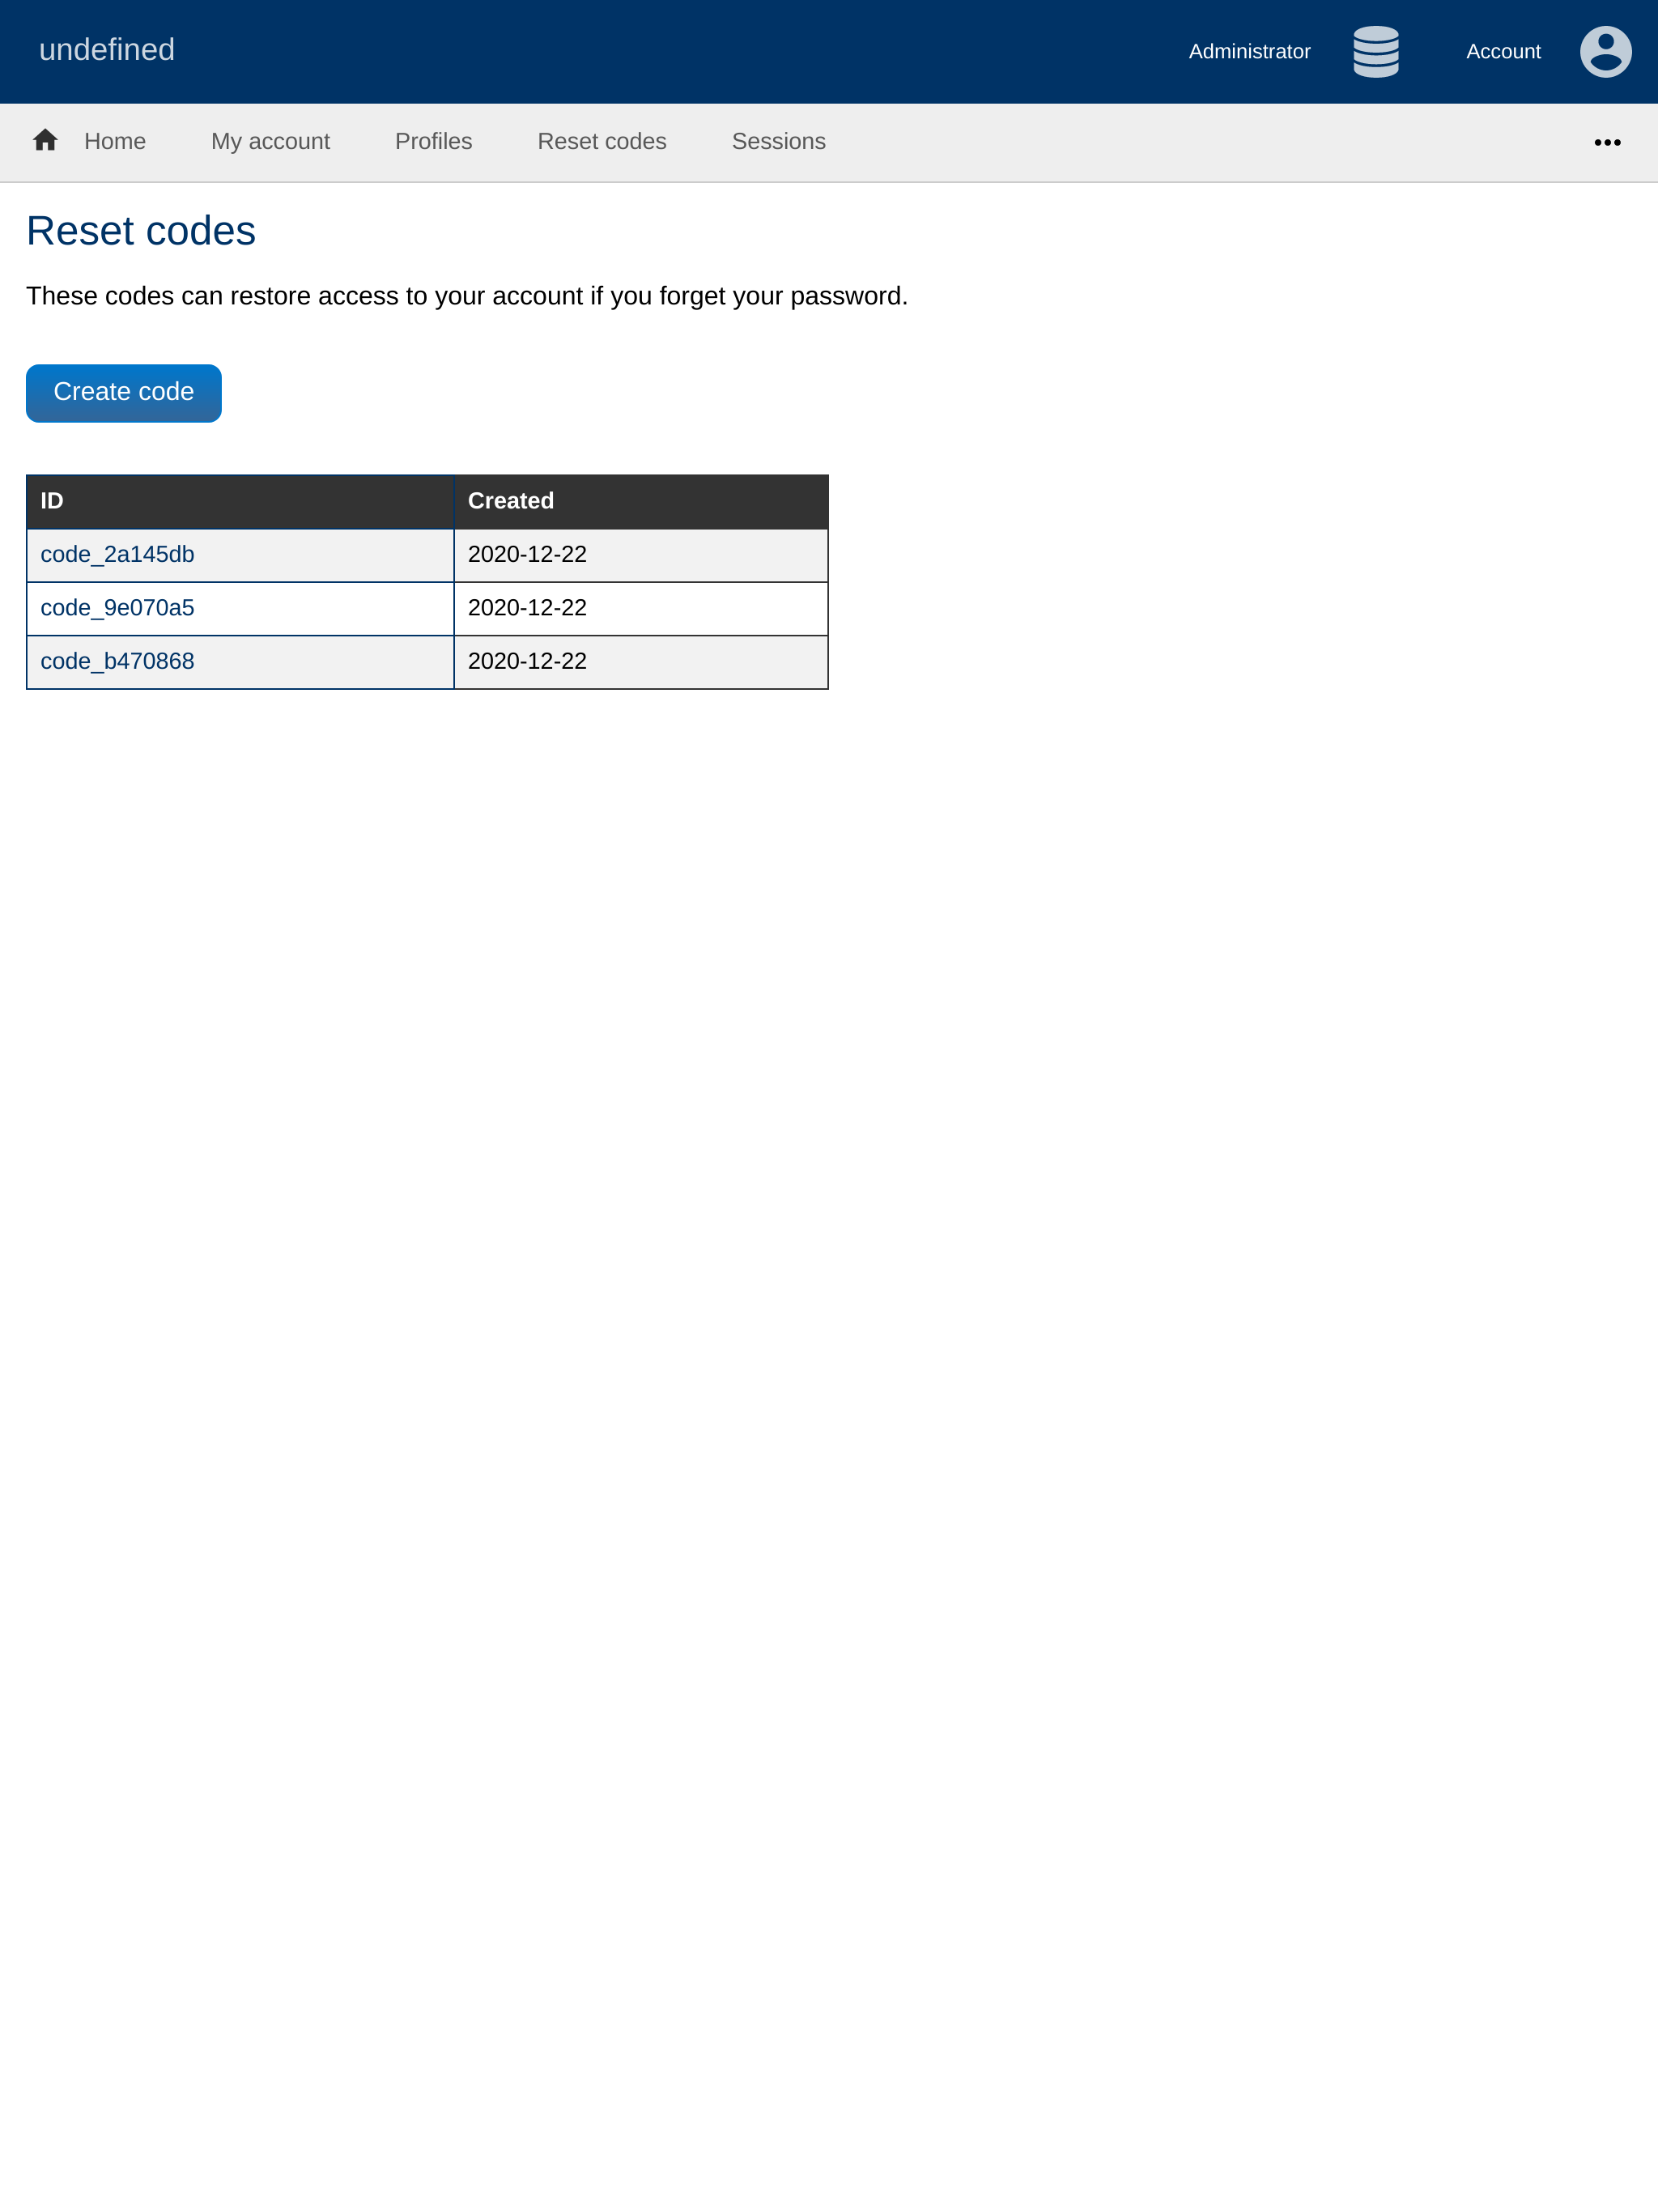 undefined
Administrator
Account
Home
My account
Profiles
Reset codes
Sessions
Reset codes
These codes can restore access to your account if you forget your password.
Create code
ID Created
code_2a145db 2020-12-22
code_9e070a5 2020-12-22
code_b470868 2020-12-22